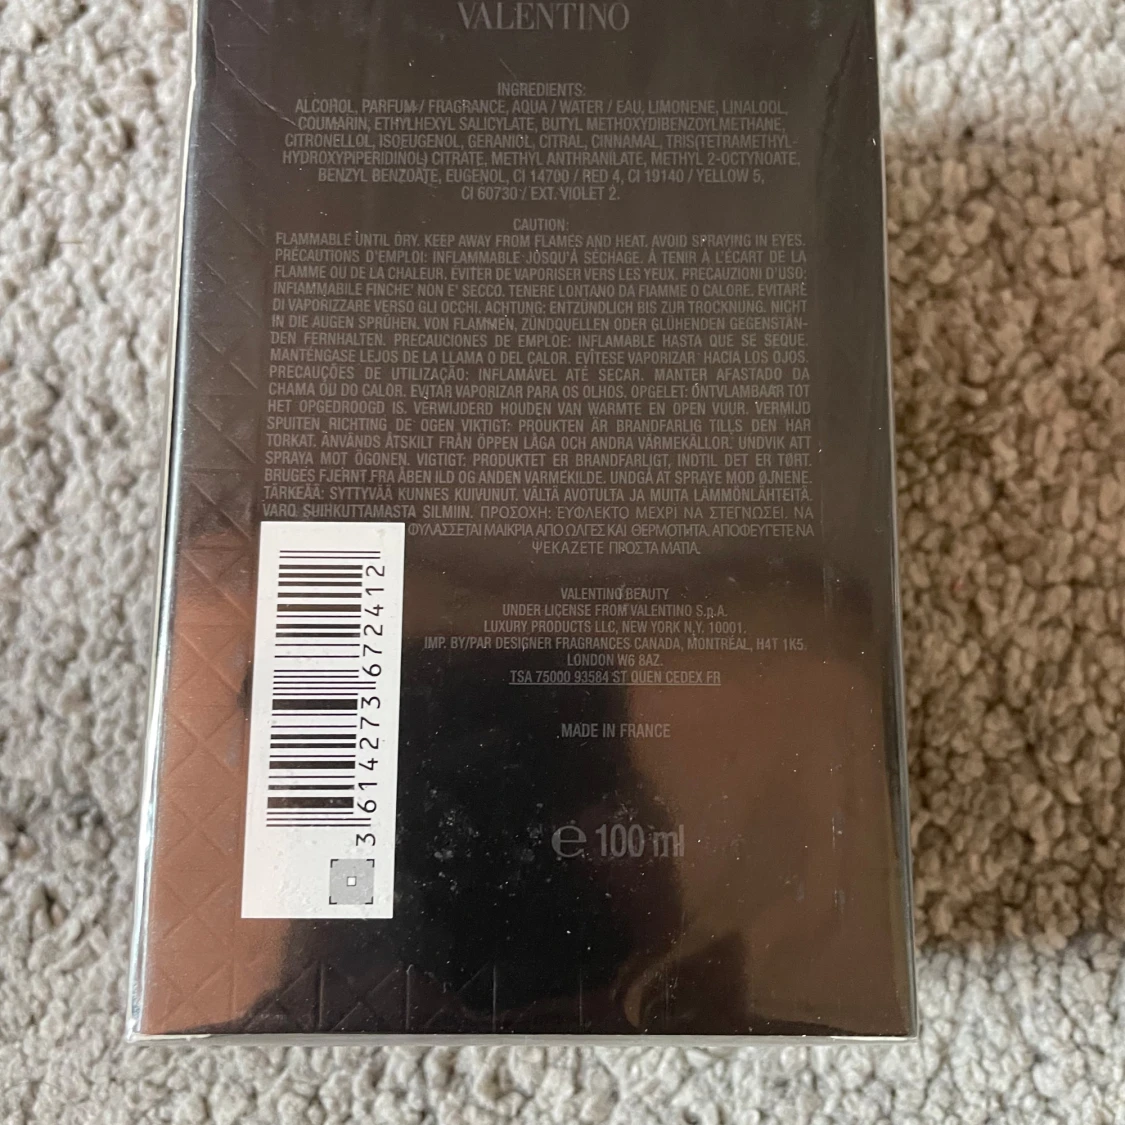 VALENTINO
INGREDIENTS:
ALCOHOL, PARFUM / FRAGRANCE, AQUA / WATER / EAU, LIMONENE, LINALOOL,
COUMARIN, ETHYLHEXYL SALICYLATE, BUTYL METHOXYDIBENZOYLMETHANE,
CITRONELLOL, ISOEUGENOL, GERANIOL, CITRAL, CINNAMAL, TRIS(TETRAMETHYL-
HYDROXYPIPERIDINOL) CITRATE, METHYL ANTHRANILATE, METHYL 2-OCTYNOATE,
BENZYL BENZOATE, EUGENOL, CI 14700 / RED 4, CI 19140 / YELLOW 5,
CI 60730 / EXT. VIOLET 2.
CAUTION:
FLAMMABLE UNTIL DRY. KEEP AWAY FROM FLAMES AND HEAT. AVOID SPRAYING IN EYES.
PRÉCAUTIONS D'EMPLOI: INFLAMMABLE JUSQU'À SÉCHAGE. À TENIR À L'ÉCART DE LA
FLAMME OU DE LA CHALEUR. ÉVITER DE VAPORISER VERS LES YEUX. PRECAUZIONI D'USO:
INFIAMMABILE FINCHE' NON E' SECCO. TENERE LONTANO DA FIAMME O CALORE. EVITARE
DI VAPORIZZARE VERSO GLI OCCHI. ACHTUNG: ENTZÜNDLICH BIS ZUR TROCKNUNG. NICHT
IN DIE AUGEN SPRÜHEN. VON FLAMMEN, ZÜNDQUELLEN ODER GLÜHENDEN GEGENSTÄN-
DEN FERNHALTEN. PRECAUCIONES DE EMPLOE: INFLAMABLE HASTA QUE SE SEQUE.
MANTÉNGASE LEJOS DE LA LLAMA O DEL CALOR. EVÍTESE VAPORIZAR HACIA LOS OJOS.
PRECAUÇÕES DE UTILIZAÇÃO: INFLAMÁVEL ATÉ SECAR. MANTER AFASTADO DA
CHAMA OU DO CALOR. EVITAR VAPORIZAR PARA OS OLHOS. OPGELET: ONTVLAMBAAR TOT
HET OPGEDROOGD IS. VERWIJDERD HOUDEN VAN WARMTE EN OPEN VUUR. VERMIJD
SPUITEN RICHTING DE OGEN VIKTIGT: PROUKTEN ÄR BRANDFARLIG TILLS DEN HAR
TORKAT. ANVÄNDS ÅTSKILT FRÅN ÖPPEN LÅGA OCH ANDRA VÄRMEKÄLLOR. UNDVIK ATT
SPRAYA MOT ÖGONEN. VIGTIGT: PRODUKTET ER BRANDFARLIGT, INDTIL DET ER TØRT.
BRUGES FJERNT FRA ÅBEN ILD OG ANDEN VARMEKILDE. UNDGÅ AT SPRAYE MOD ØJNENE.
TÄRKEÄÄ: SYTTYVÄÄ KUNNES KUIVUNUT. VÄLTÄ AVOTULTA JA MUITA LÄMMÖNLÄHTEITÄ.
VARO SUIHKUTTAMASTA SILMIIN. ΠΡΟΣΟΧΗ: ΕΥΦΛΕΚΤΟ ΜΕΧΡΙ ΝΑ ΣΤΕΓΝΩΣΕΙ. ΝΑ
ΦΥΛΑΣΣΕΤΑΙ ΜΑΚΡΙΑ ΑΠΟ ΩΛΓΕΣ ΚΑΙ ΘΕΡΜΟΤΗΤΑ. ΑΠΟΦΕΥΓΕΤΕ ΝΑ
ΨΕΚΑΖΕΤΕ ΠΡΟΣ ΤΑ ΜΑΤΙΑ.
VALENTINO BEAUTY
UNDER LICENSE FROM VALENTINO S.p.A.
LUXURY PRODUCTS LLC, NEW YORK N.Y. 10001.
IMP. BY/PAR DESIGNER FRAGRANCES CANADA, MONTRÉAL, H4T 1K5.
LONDON W6 8AZ.
TSA 75000 93584 ST OUEN CEDEX FR
MADE IN FRANCE
℮ 100 ml
3 614273 672412